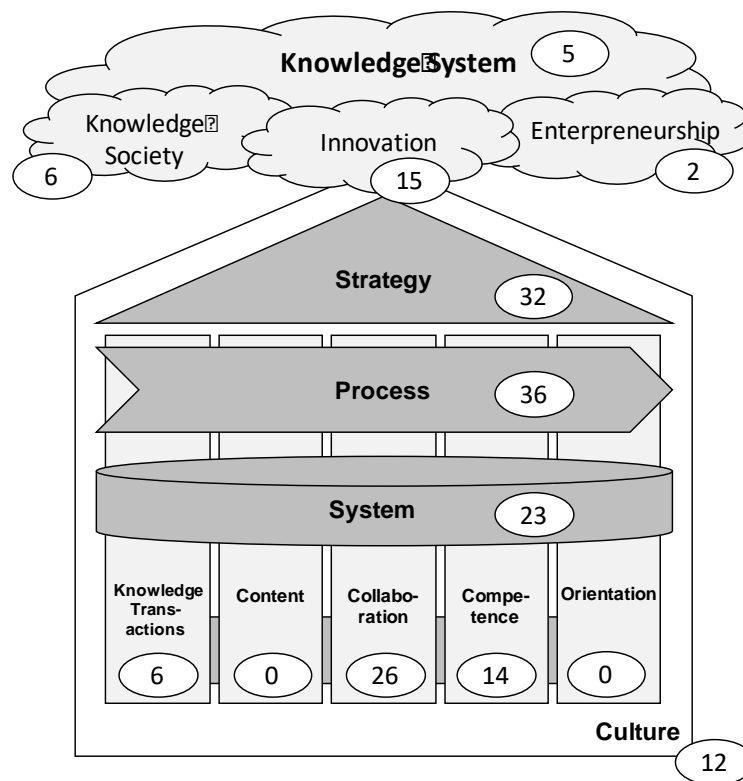 Knowledge System
5
Knowledge
Society
6
Innovation
15
Enterpreneurship
2
Strategy
32
Process
36
System
23
Knowledge
Trans-
actions
6
Content
0
Collabo-
ration
26
Compe-
tence
14
Orientation
0
Culture
12